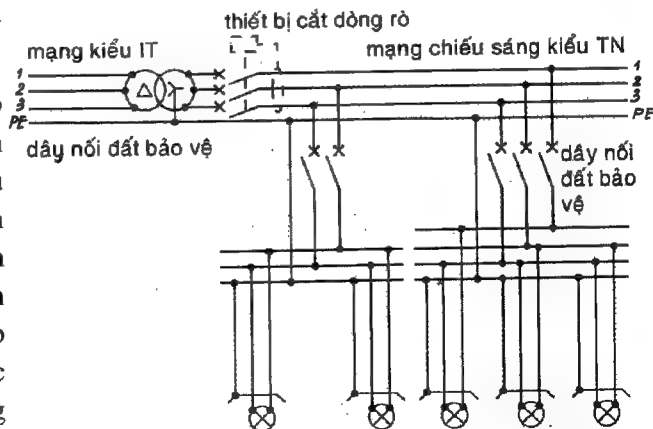 thiết bị cắt dòng rò
mạng kiểu IT
mạng chiếu sáng kiểu TN
1
2
3
PE
1
2
3
PE
dây nối đất bảo vệ
dây nối
đất bảo
vệ